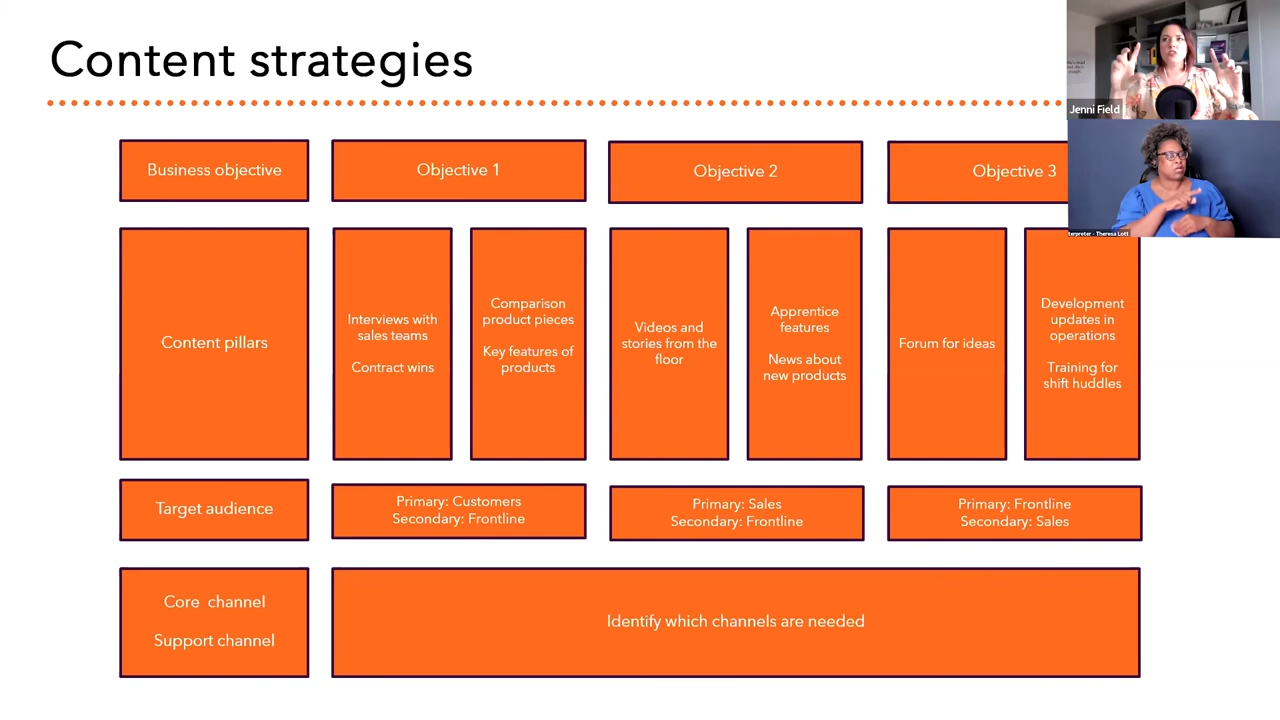 Content strategies
Jenni Field
terpreter - Theresa Lott
Business objective
Objective 1
Objective 2
Objective 3
Content pillars
Interviews with
sales teams
Contract wins
Comparison
product pieces
Key features of
products
Videos and
stories from the
floor
Apprentice
features
News about
new products
Forum for ideas
Development
updates in
operations
Training for
shift huddles
Target audience
Primary: Customers
Secondary: Frontline
Primary: Sales
Secondary: Frontline
Primary: Frontline
Secondary: Sales
Core channel
Support channel
Identify which channels are needed